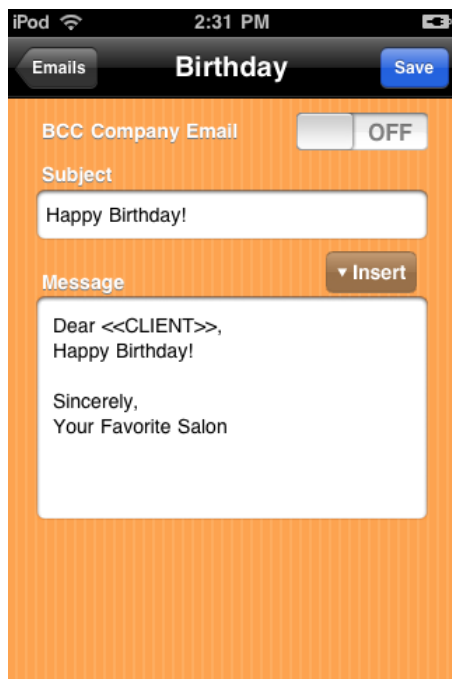 iPod 2:31 PM
Emails Birthday Save
BCC Company Email OFF
Subject
Happy Birthday!
▾ Insert
Message
Dear <<CLIENT>>,
Happy Birthday!
Sincerely,
Your Favorite Salon